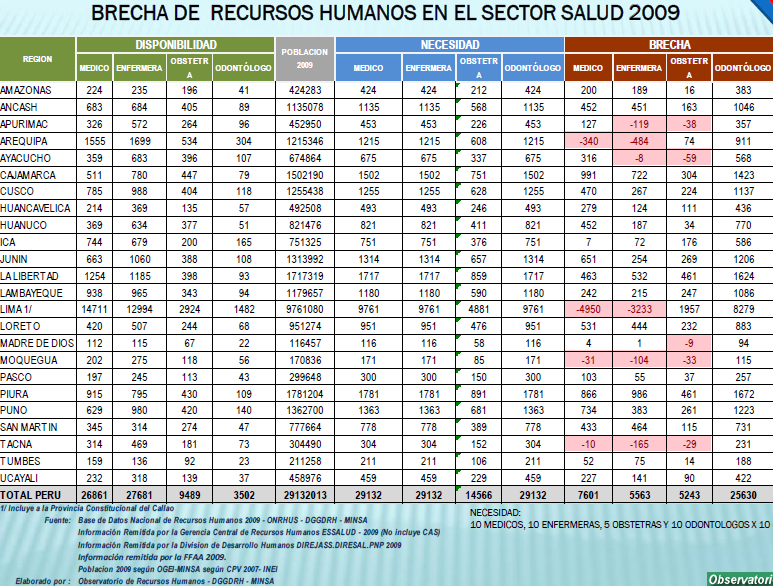 BRECHA DE RECURSOS HUMANOS EN EL SECTOR SALUD 2009
REGION DISPONIBILIDAD POBLACION 2009 NECESIDAD BRECHA
MEDICO ENFERMERA OBSTETRA ODONTÓLOGO MEDICO ENFERMERA OBSTETRA ODONTÓLOGO MEDICO ENFERMERA OBSTETRA ODONTÓLOGO
AMAZONAS 224 235 196 41 424283 424 424 212 424 200 189 16 383
ANCASH 683 684 405 89 1135078 1135 1135 568 1135 452 451 163 1046
APURIMAC 326 572 264 96 452950 453 453 226 453 127 -119 -38 357
AREQUIPA 1555 1699 534 304 1215346 1215 1215 608 1215 -340 -484 74 911
AYACUCHO 359 683 396 107 674864 675 675 337 675 316 -8 -59 568
CAJAMARCA 511 780 447 79 1502190 1502 1502 751 1502 991 722 304 1423
CUSCO 785 988 404 118 1255438 1255 1255 628 1255 470 267 224 1137
HUANCAVELICA 214 369 135 57 492508 493 493 246 493 279 124 111 436
HUANUCO 369 634 377 51 821476 821 821 411 821 452 187 34 770
ICA 744 679 200 165 751325 751 751 376 751 7 72 176 586
JUNIN 663 1060 388 108 1313992 1314 1314 657 1314 651 254 269 1206
LA LIBERTAD 1254 1185 398 93 1717319 1717 1717 859 1717 463 532 461 1624
LAMBAYEQUE 938 965 343 94 1179657 1180 1180 590 1180 242 215 247 1086
LIMA 1/ 14711 12994 2924 1482 9761080 9761 9761 4881 9761 -4950 -3233 1957 8279
LORETO 420 507 244 68 951274 951 951 476 951 531 444 232 883
MADRE DE DIOS 112 115 67 22 116457 116 116 58 116 4 1 -9 94
MOQUEGUA 202 275 118 56 170836 171 171 85 171 -31 -104 -33 115
PASCO 197 245 113 43 299648 300 300 150 300 103 55 37 257
PIURA 915 795 430 109 1781204 1781 1781 891 1781 866 986 461 1672
PUNO 629 980 420 140 1362700 1363 1363 681 1363 734 383 261 1223
SAN MARTIN 345 314 274 47 777664 778 778 389 778 433 464 115 731
TACNA 314 469 181 73 304490 304 304 152 304 -10 -165 -29 231
TUMBES 159 136 92 23 211258 211 211 106 211 52 75 14 188
UCAYALI 232 318 139 37 458976 459 459 229 459 227 141 90 422
TOTAL PERU 26861 27681 9489 3502 29132013 29132 29132 14566 29132 7601 5563 5243 25630
1/ Incluye a la Provincia Constitucional del Callao
Fuente: Base de Datos Nacional de Recursos Humanos 2009 - ONRHUS - DGGDRH - MINSA
Información Remitida por la Gerencia Central de Recursos Humanos ESSALUD - 2009 (No incluye CAS)
Información Remitida por la Division de Desarrollo Humanos DIREJASS.DIRESAL.PNP 2009
Información remitida por la FFAA 2009.
Poblacion 2009 según OGEI-MINSA según CPV 2007- INEI
Elaborado por : Observatorio de Recursos Humanos - DGGDRH - MINSA
NECESIDAD:
10 MEDICOS, 10 ENFERMERAS, 5 OBSTETRAS Y 10 ODONTOLOGOS X 10
Observatori